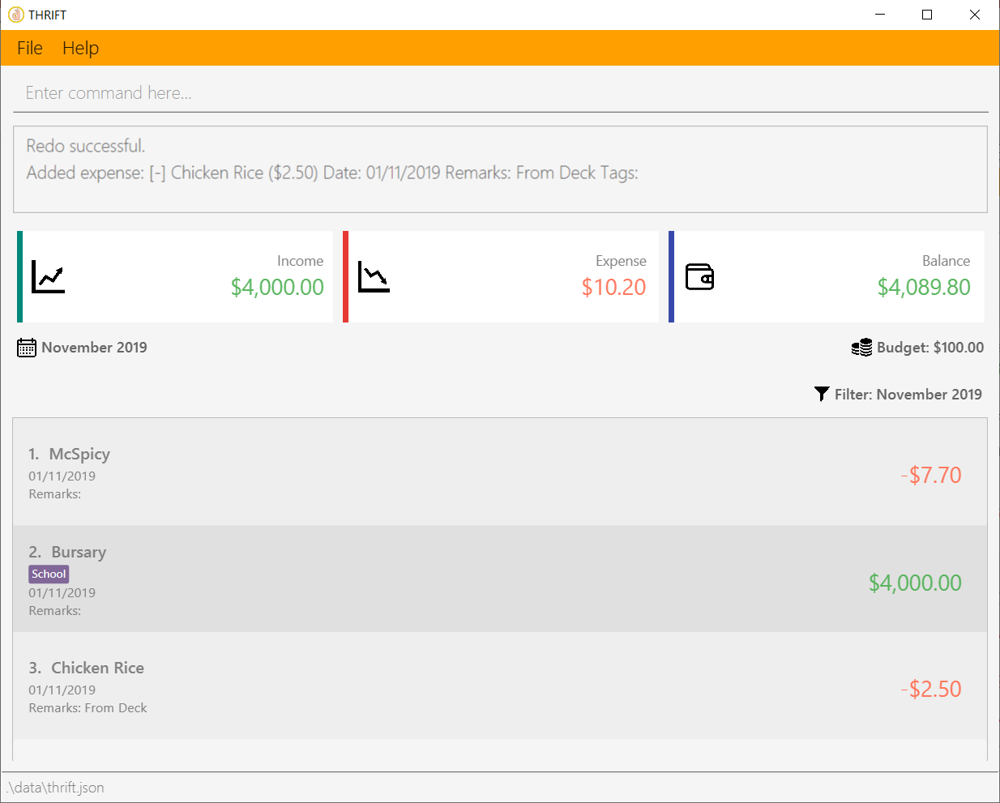 THRIFT
File Help
Enter command here...
Redo successful.
Added expense: [-] Chicken Rice ($2.50) Date: 01/11/2019 Remarks: From Deck Tags:
Income
$4,000.00
Expense
$10.20
Balance
$4,089.80
November 2019
Budget: $100.00
Filter: November 2019
1. McSpicy
01/11/2019
Remarks:
-$7.70
2. Bursary
School
01/11/2019
Remarks:
$4,000.00
3. Chicken Rice
01/11/2019
Remarks: From Deck
-$2.50
.\data\thrift.json